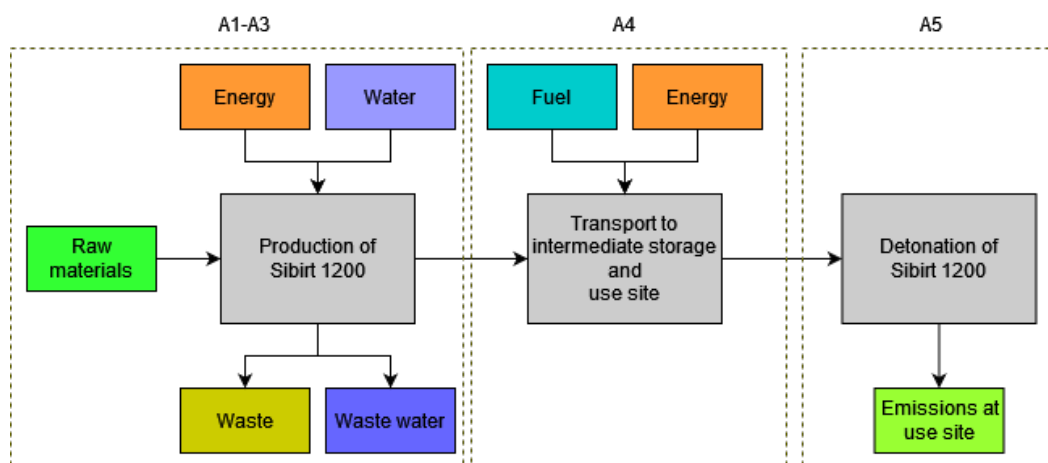 A1-A3
A4
A5
Energy
Water
Fuel
Energy
Raw
materials
Production of
Sibirt 1200
Transport to
intermediate storage
and
use site
Detonation of
Sibirt 1200
Waste
Waste water
Emissions at
use site